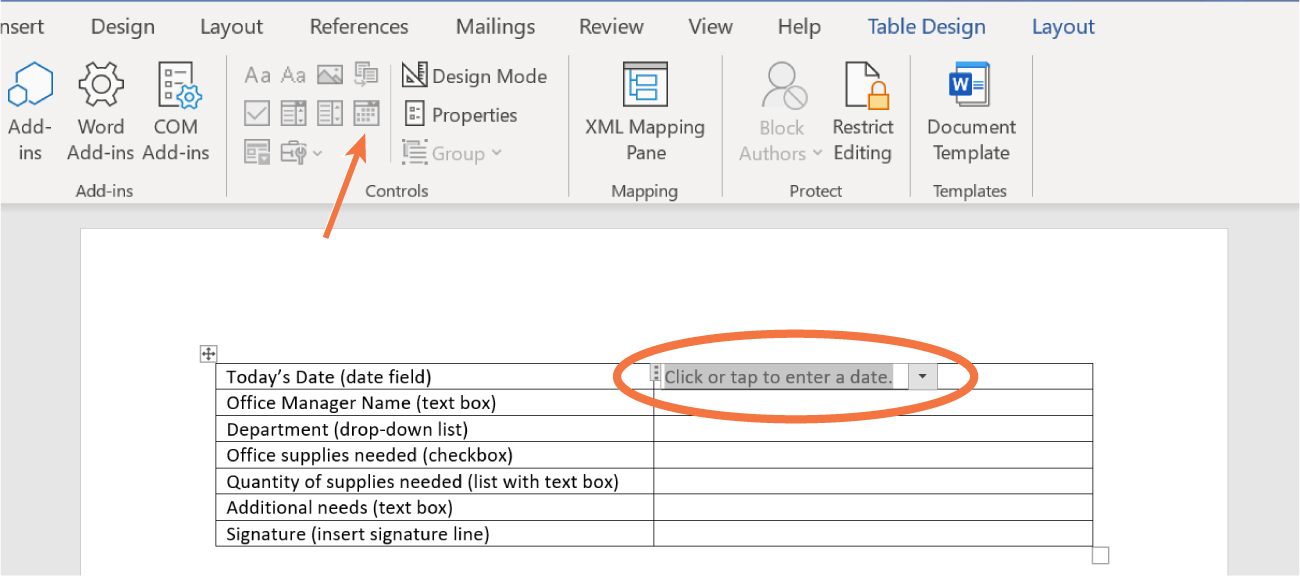 nsert Design Layout References Mailings Review View Help Table Design Layout
Aa Aa Design Mode
Properties
Group
Add-
ins
Word
Add-ins
COM
Add-ins
XML Mapping
Pane
Block
Authors
Restrict
Editing
W
Document
Template
Add-ins Controls Mapping Protect Templates
Today’s Date (date field) Click or tap to enter a date.
Office Manager Name (text box)
Department (drop-down list)
Office supplies needed (checkbox)
Quantity of supplies needed (list with text box)
Additional needs (text box)
Signature (insert signature line)